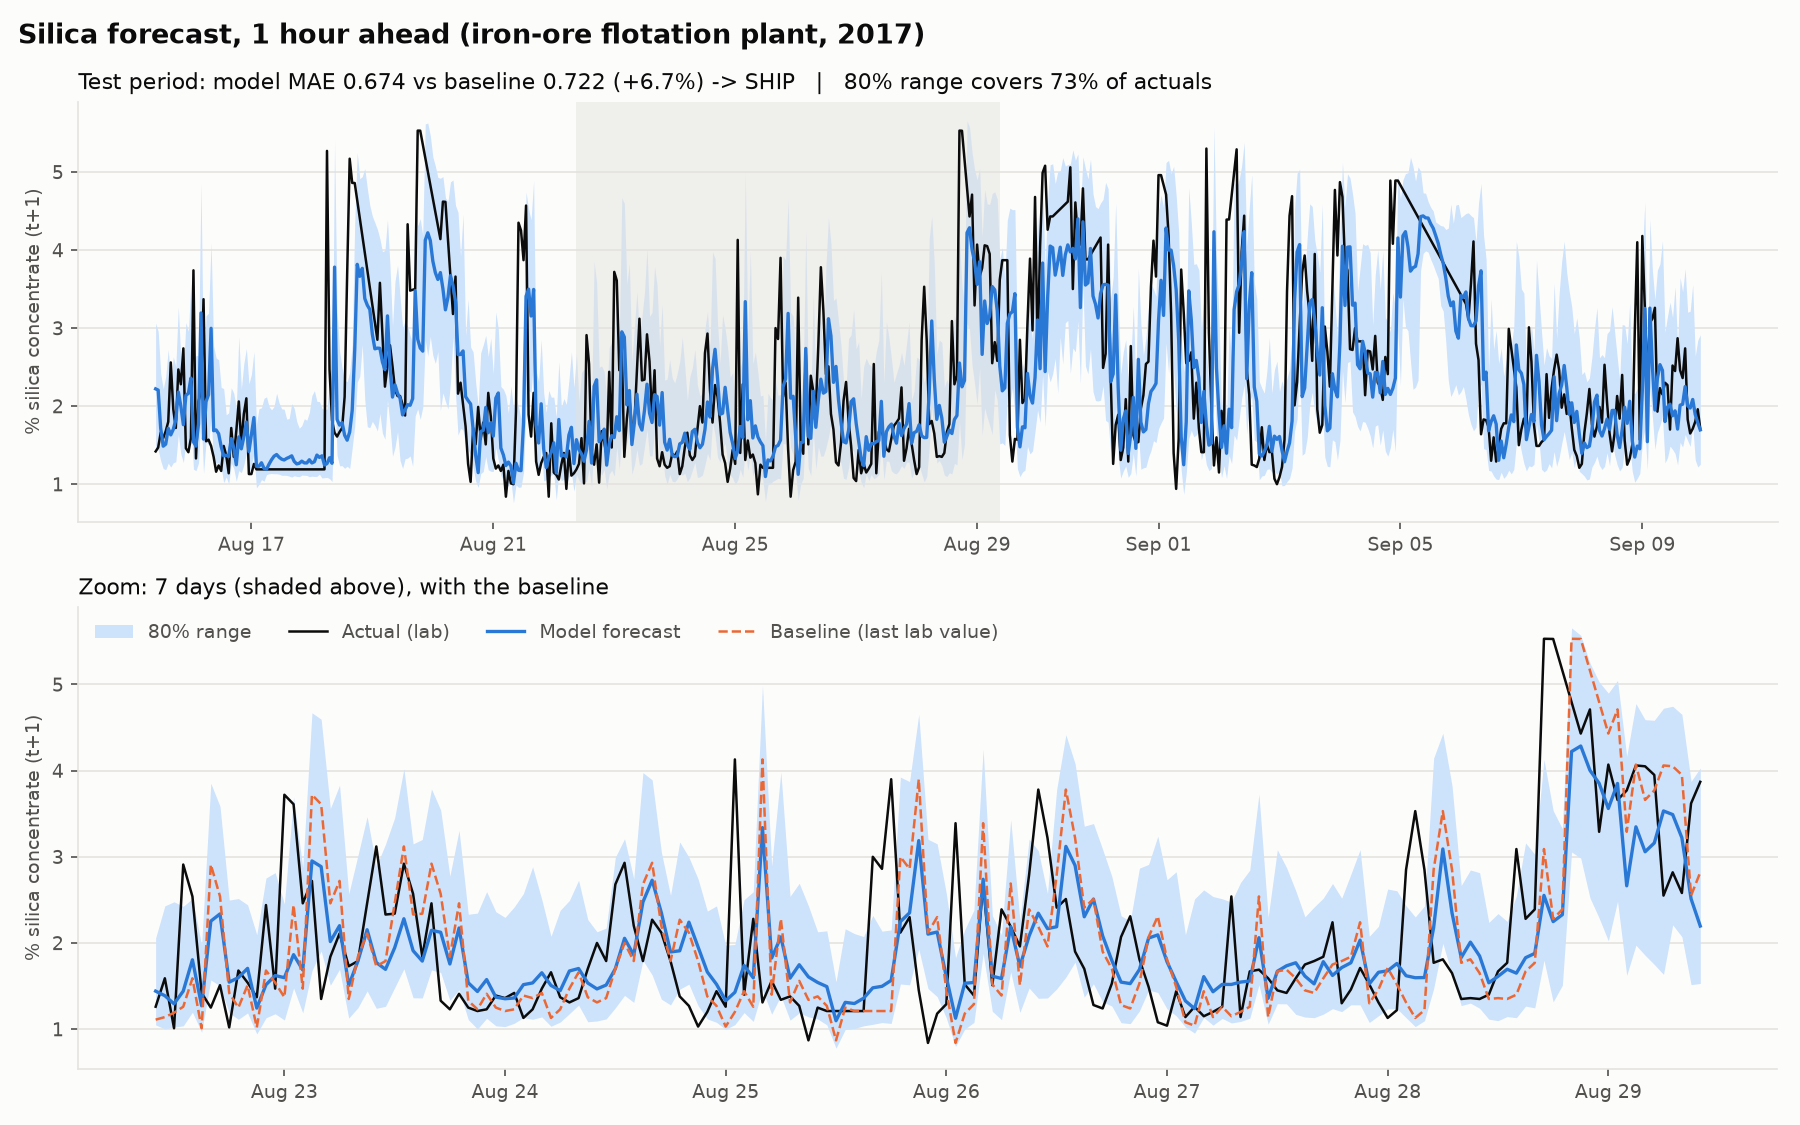 Silica forecast, 1 hour ahead (iron-ore flotation plant, 2017)
Test period: model MAE 0.674 vs baseline 0.722 (+6.7%) -> SHIP | 80% range covers 73% of actuals
% silica concentrate (t+1)
5
4
3
2
1
Aug 17 Aug 21 Aug 25 Aug 29 Sep 01 Sep 05 Sep 09
Zoom: 7 days (shaded above), with the baseline
80% range Actual (lab) Model forecast Baseline (last lab value)
% silica concentrate (t+1)
5
4
3
2
1
Aug 23 Aug 24 Aug 25 Aug 26 Aug 27 Aug 28 Aug 29